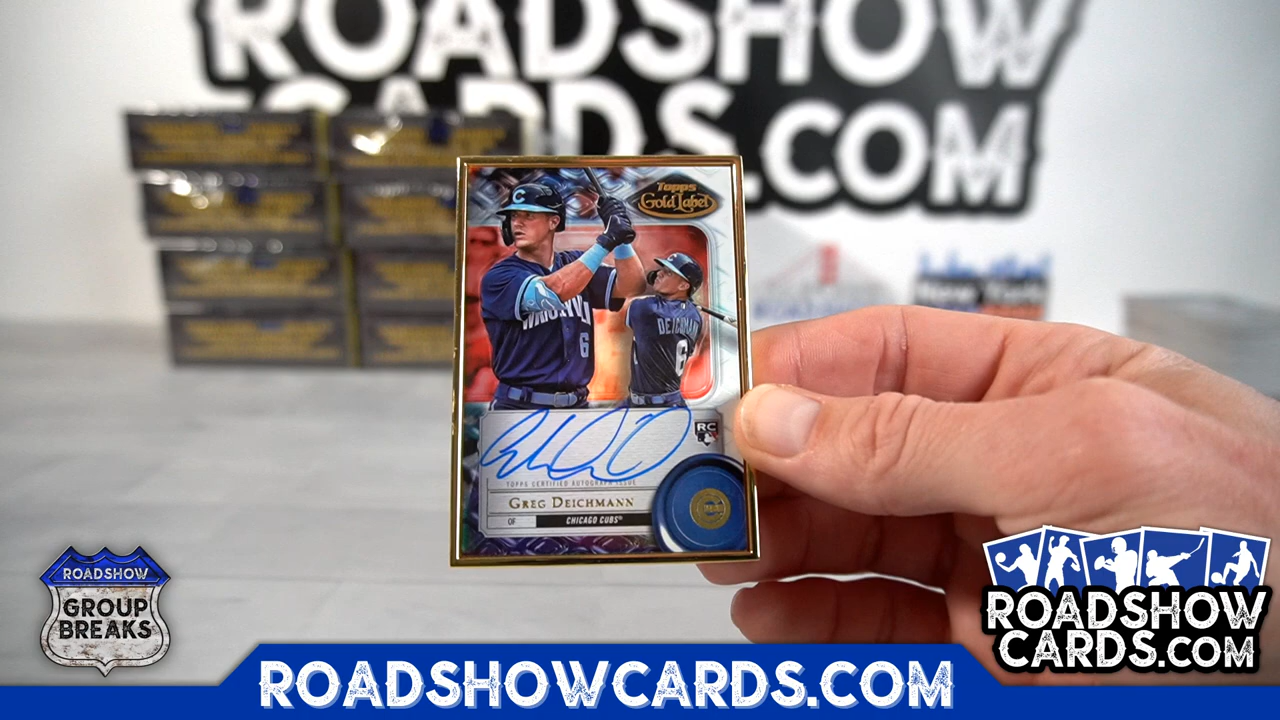 ROADSHOW
CARDS.COM
Topps
Gold Label
C
C
WRIGLEYVILLE
6
DEICHMANN
6
RC
TOPPS CERTIFIED AUTOGRAPH ISSUE
GREG DEICHMANN
OF
CHICAGO CUBS
ROADSHOW
GROUP
BREAKS
ROADSHOW
CARDS.COM
ROADSHOWCARDS.COM